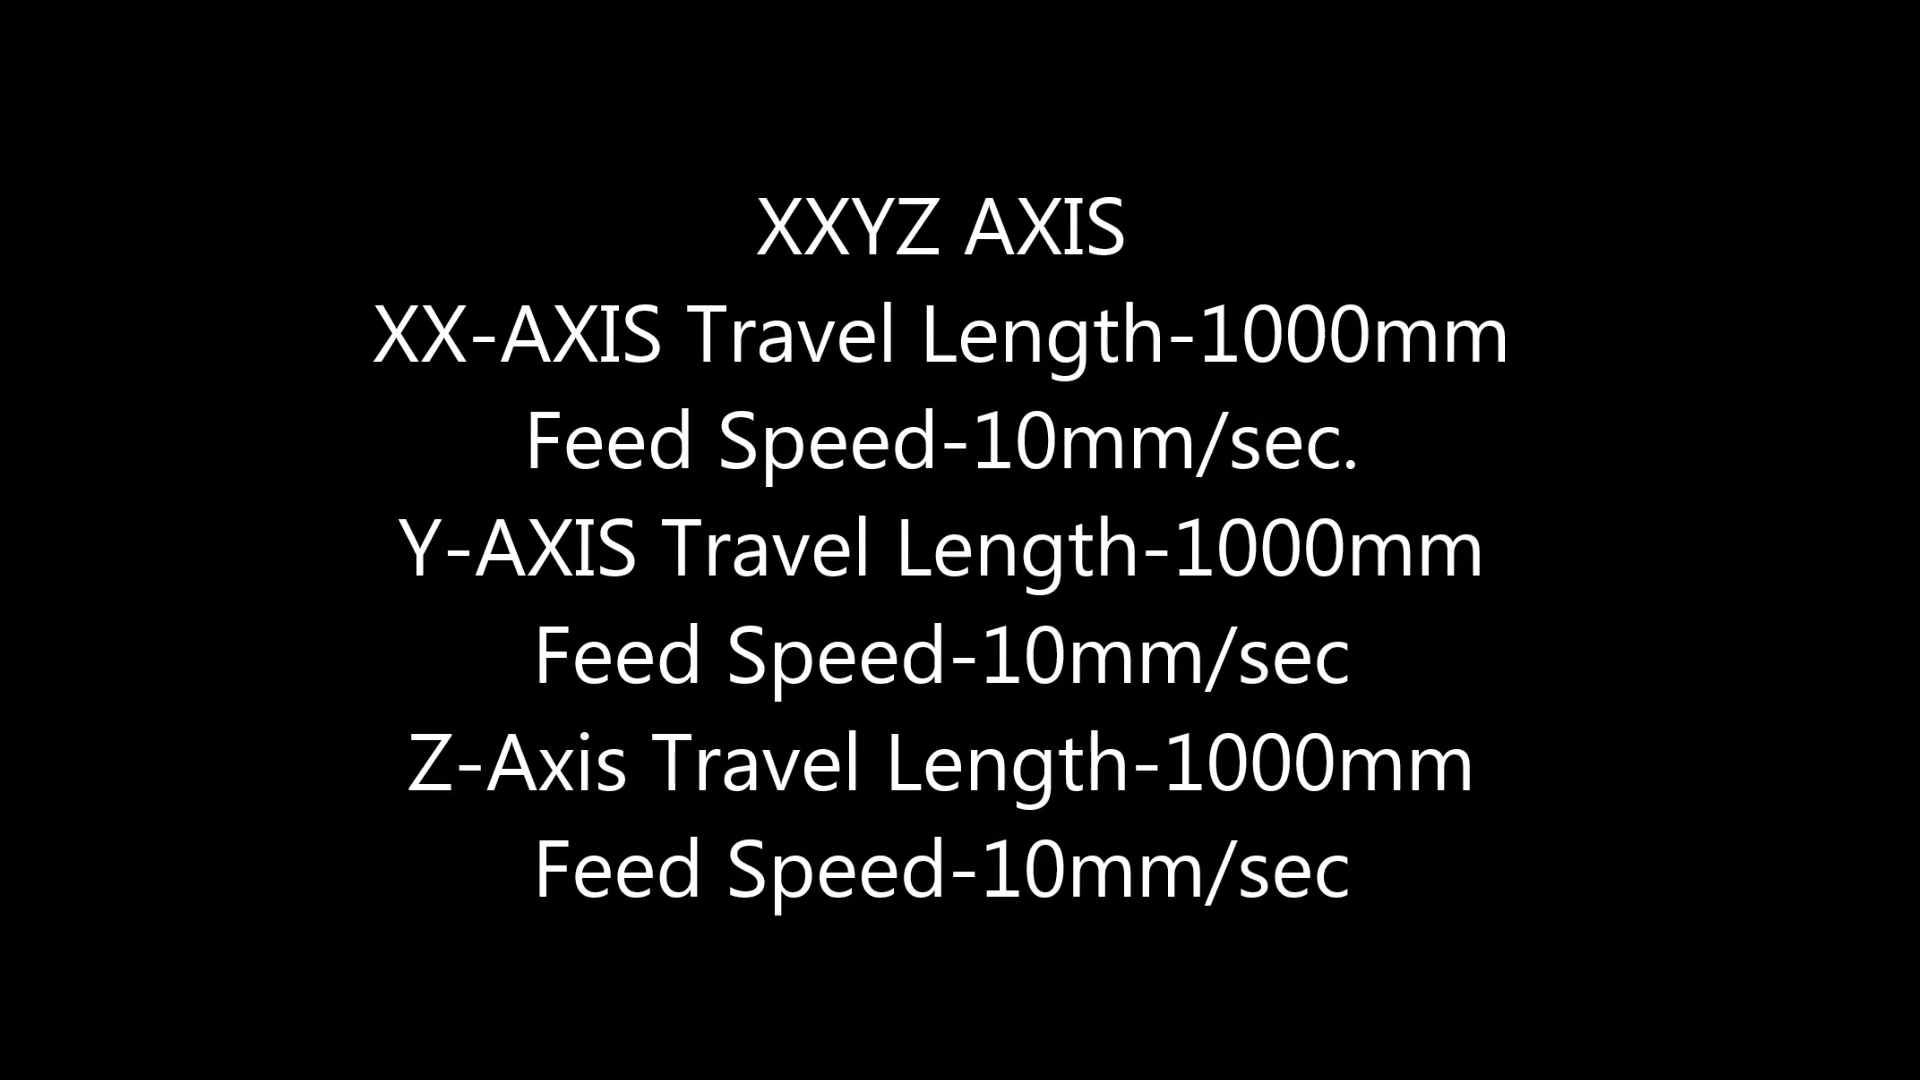 XXYZ AXIS
XX-AXIS Travel Length-1000mm
Feed Speed-10mm/sec.
Y-AXIS Travel Length-1000mm
Feed Speed-10mm/sec
Z-Axis Travel Length-1000mm
Feed Speed-10mm/sec